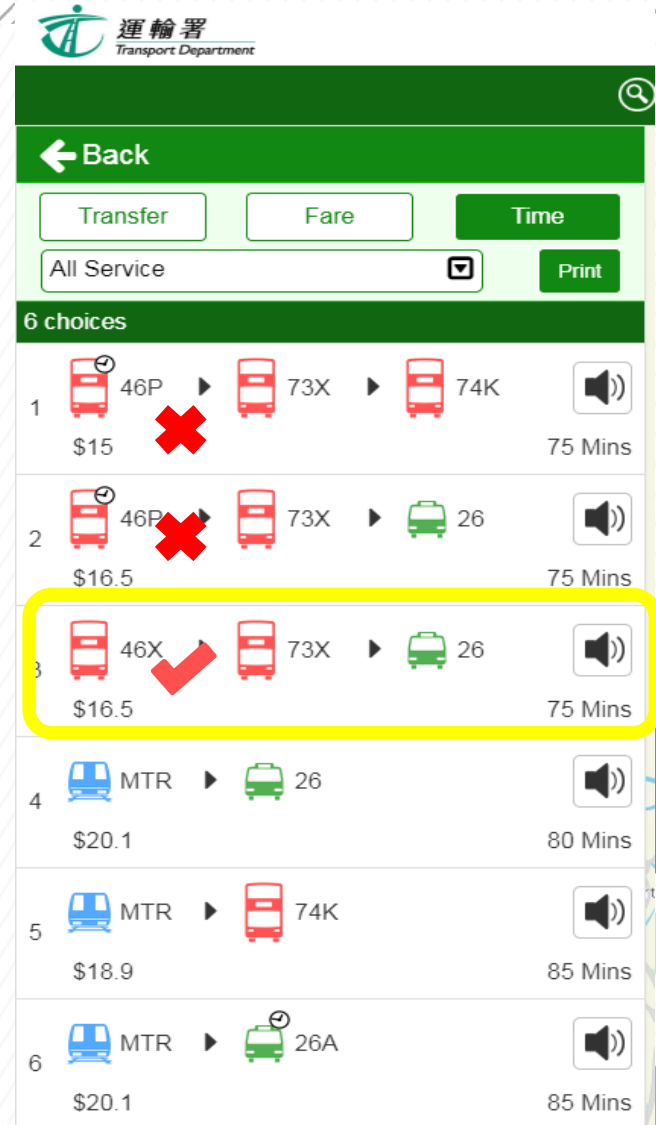 運輸署
Transport Department
Back
Transfer Fare Time
All Service Print
6 choices
1 46P 73X 74K
$15 75 Mins
2 46P 73X 26
$16.5 75 Mins
3 46X 73X 26
$16.5 75 Mins
4 MTR 26
$20.1 80 Mins
5 MTR 74K
$18.9 85 Mins
6 MTR 26A
$20.1 85 Mins